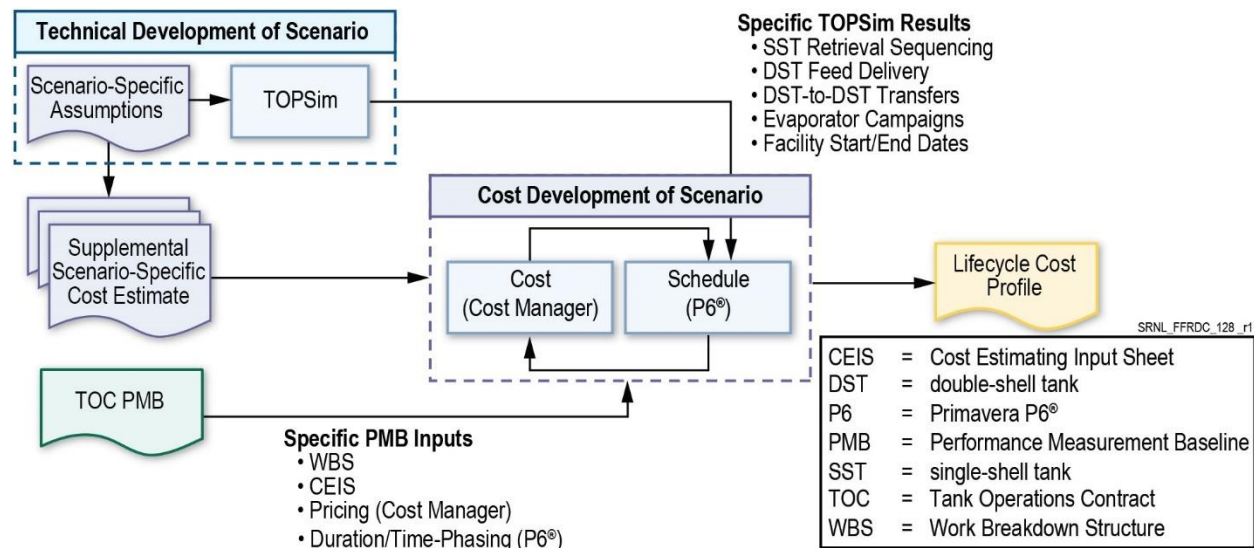 Technical Development of Scenario
Scenario-Specific
Assumptions
TOPSim
Specific TOPSim Results
• SST Retrieval Sequencing
• DST Feed Delivery
• DST-to-DST Transfers
• Evaporator Campaigns
• Facility Start/End Dates
Supplemental
Scenario-Specific
Cost Estimate
Cost Development of Scenario
Cost
(Cost Manager)
Schedule
(P6®)
Lifecycle Cost
Profile
TOC PMB
Specific PMB Inputs
• WBS
• CEIS
• Pricing (Cost Manager)
• Duration/Time-Phasing (P6®)
SRNL_FFRDC_128 _r1
CEIS = Cost Estimating Input Sheet
DST = double-shell tank
P6 = Primavera P6®
PMB = Performance Measurement Baseline
SST = single-shell tank
TOC = Tank Operations Contract
WBS = Work Breakdown Structure